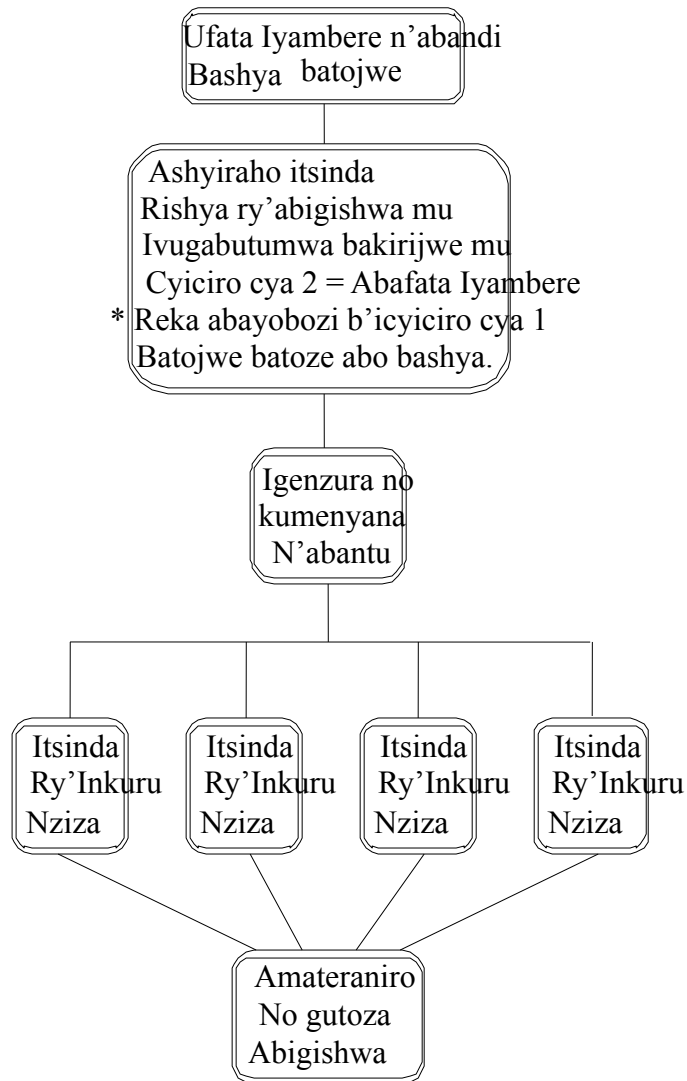 Ufata Iyambere n’abandi
Bashya batojwe
Ashyiraho itsinda
Rishya ry’abigishwa mu
Ivugabutumwa bakirijwe mu
Cyiciro cya 2 = Abafata Iyambere
* Reka abayobozi b’icyiciro cya 1
Batojwe batoze abo bashya.
Igenzura no
kumenyana
N’abantu
Itsinda
Ry’Inkuru
Nziza
Itsinda
Ry’Inkuru
Nziza
Itsinda
Ry’Inkuru
Nziza
Itsinda
Ry’Inkuru
Nziza
Amateraniro
No gutoza
Abigishwa